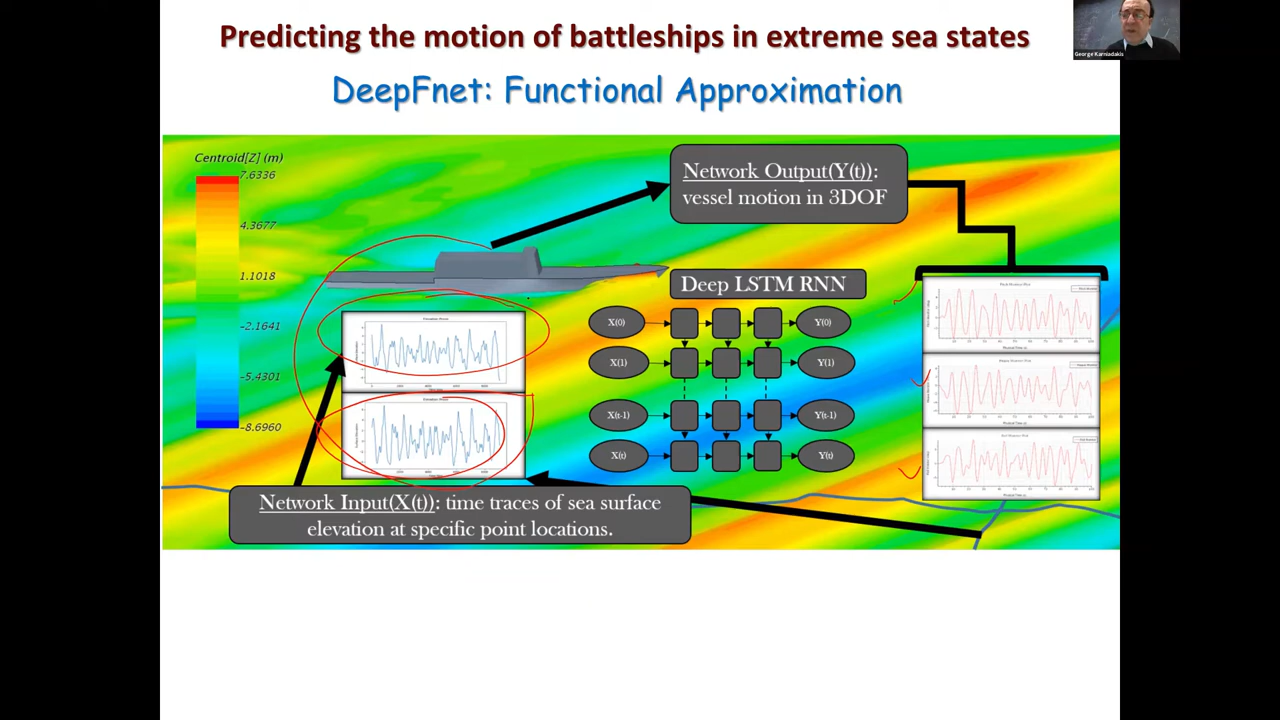 Predicting the motion of battleships in extreme sea states
George Karniadakis
DeepFnet: Functional Approximation
Centroid[Z] (m)
7.6336
4.3677
1.1018
-2.1641
-5.4301
-8.6960
Network Output(Y(t)):
vessel motion in 3DOF
Deep LSTM RNN
X(0)
Y(0)
X(1)
Y(1)
X(t-1)
Y(t-1)
X(t)
Y(t)
Network Input(X(t)): time traces of sea surface
elevation at specific point locations.